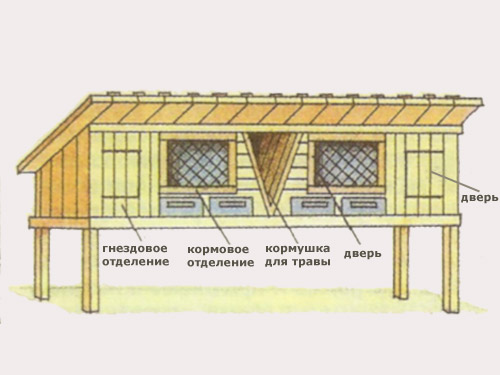 дверь
гнездовое
отделение
кормовое
отделение
кормушка
для травы
дверь